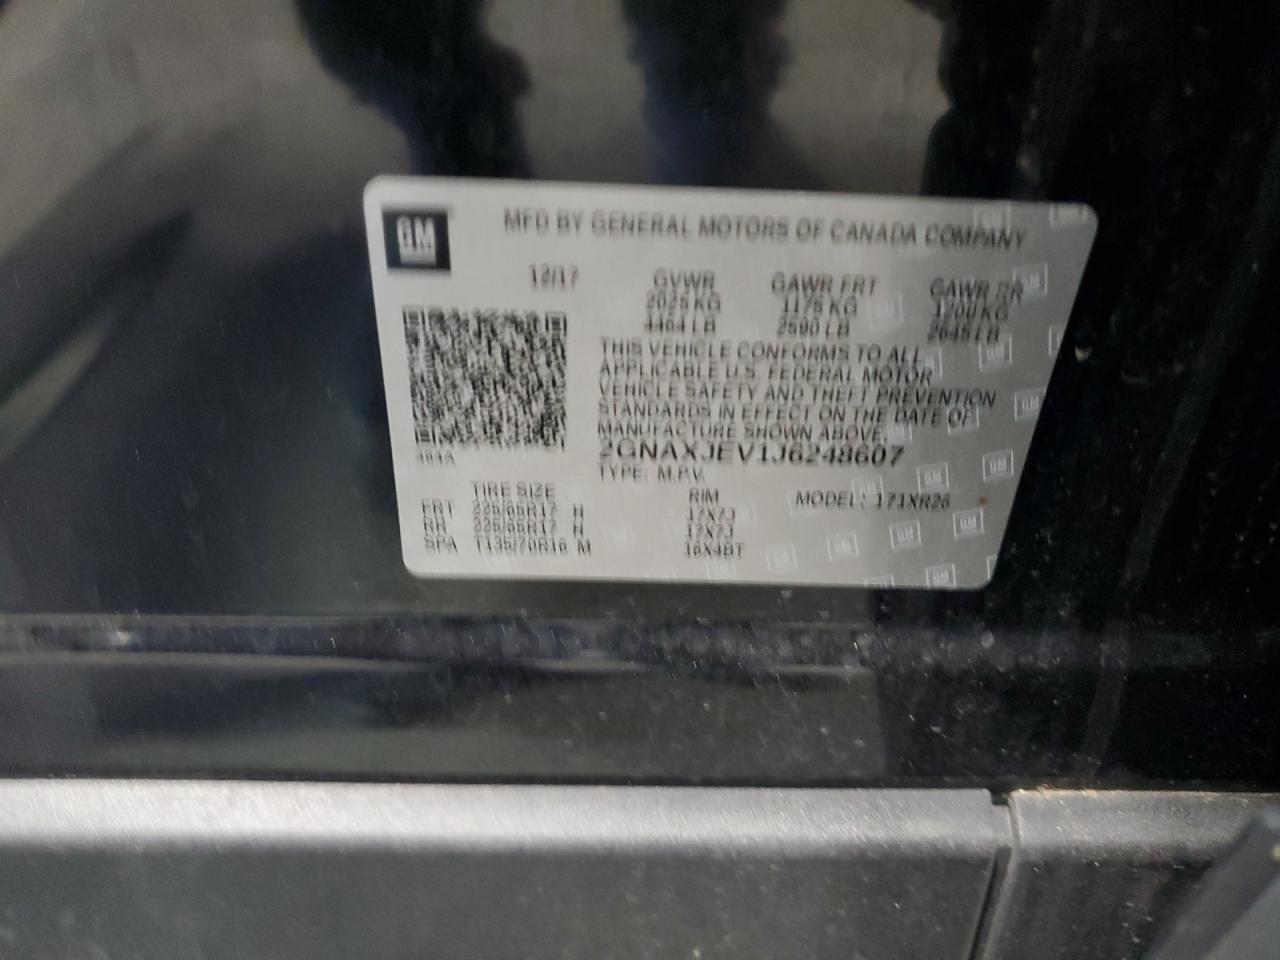 GM
MFD BY GENERAL MOTORS OF CANADA COMPANY
12/17 GVWR GAWR FRT GAWR RR
2025 KG 1175 KG 1200 KG
4464 LB 2590 LB 2645 LB
THIS VEHICLE CONFORMS TO ALL
APPLICABLE U.S. FEDERAL MOTOR
VEHICLE SAFETY AND THEFT PREVENTION
STANDARDS IN EFFECT ON THE DATE OF
MANUFACTURE SHOWN ABOVE.
2GNAXJEV1J6248607
484A
TYPE: M.P.V.
TIRE SIZE RIM MODEL: 171XR26
FRT 225/65R17 H 17X7J
RR 225/65R17 H 17X7J
SPA T135/70R16 M 16X4BT